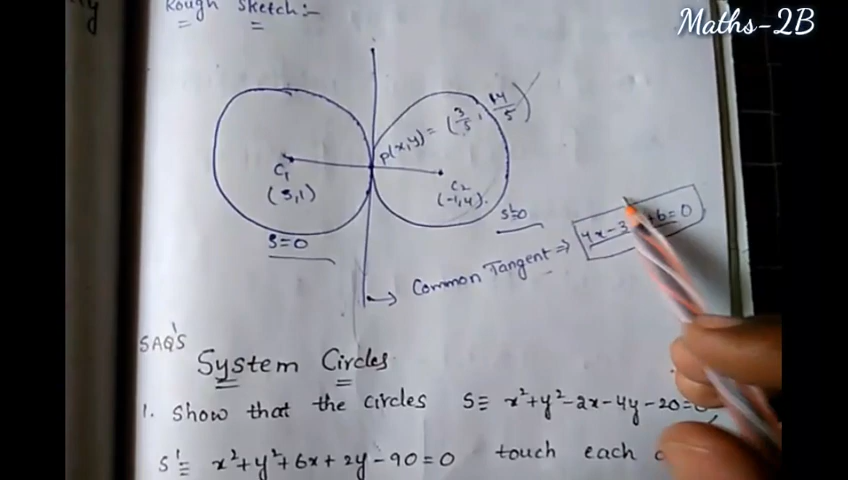 Maths-2B
Rough Sketch:-
P(x,y) = (3/5, 14/5)
C₁
(3,1)
C₂
(-1,4).
S=0
S'=0
Common Tangent ⇒ 4x-3 +6=0
SAQ'S
System Circles
1. Show that the circles S≡ x²+y²-2x-4y-20=0
S'≡ x²+y²+6x+2y-90=0 touch each